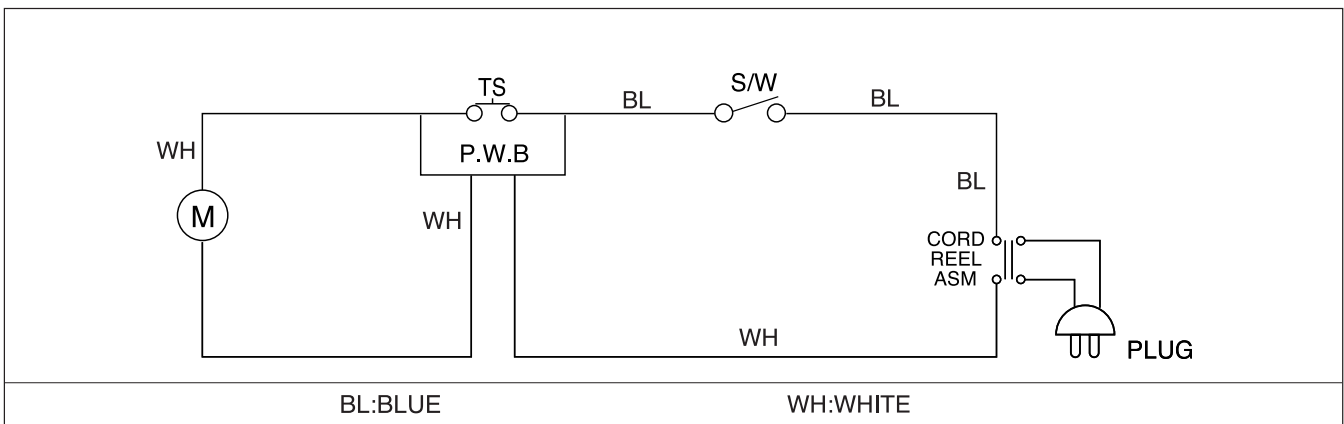 TS
S/W
BL
BL
WH
P.W.B
M
WH
BL
CORD
REEL
ASM
WH
PLUG
BL:BLUE
WH:WHITE